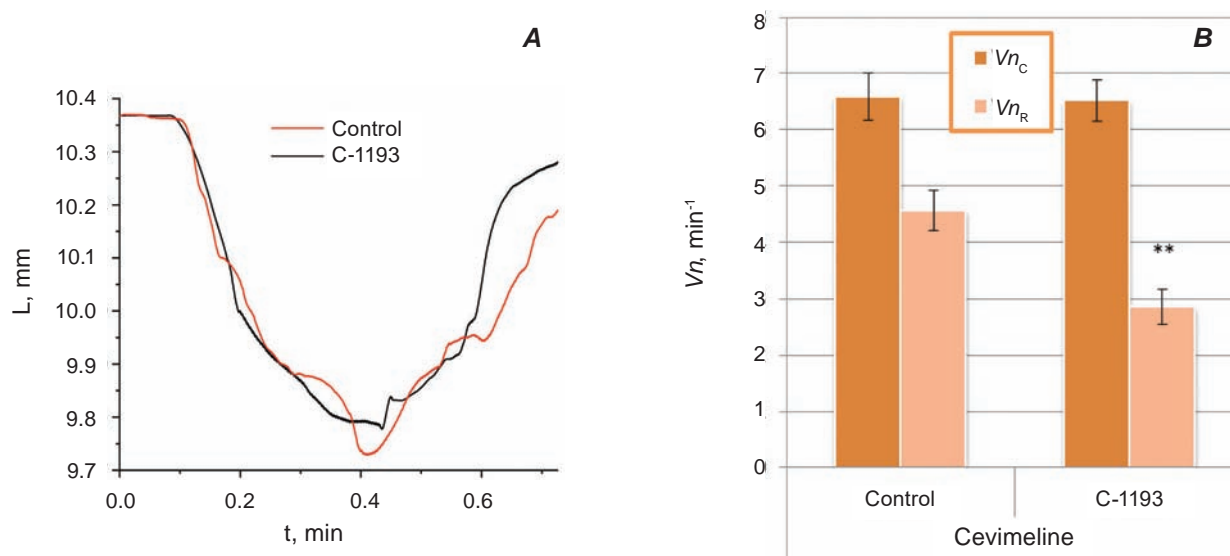 A
10.4
10.3
10.2
10.1
10.0
9.9
9.8
9.7
L, mm
Control
C-1193
0.0
0.2
0.4
0.6
t, min
B
8
7
6
5
4
3
2
1
0
Vn, min⁻¹
Vn_C
Vn_R
**
Control
C-1193
Cevimeline